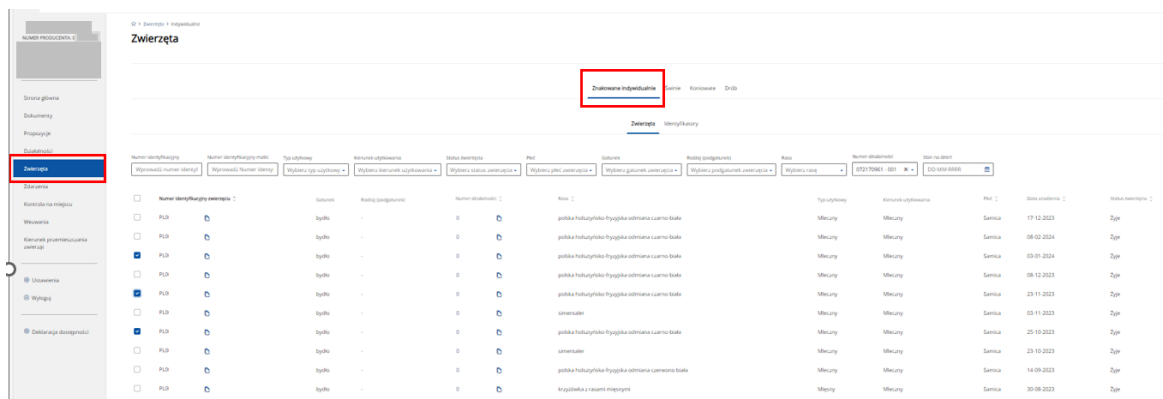 Zwierzęta > Indywidualne
Zwierzęta
NUMER PRODUCENTA: 0
Strona główna
Dokumenty
Propozycje
Działalności
Zwierzęta
Zdarzenia
Kontrola na miejscu
Wezwania
Kierunek przemieszczania
zwierząt
Ustawienia
Wyloguj
Deklaracja dostępności
Znakowane indywidualnie Świnie Koniowate Drób
Zwierzęta Identyfikatory
Numer identyfikacyjny Numer identyfikacyjny matki Typ użytkowy Kierunek użytkowania Status zwierzęcia Płeć Gatunek Rodzaj (podgatunek) Rasa Numer działalności Stan na dzień
Wprowadź numer identyf Wprowadź Numer identy Wybierz typ użytkowy Wybierz kierunek użytkowania Wybierz status zwierzęcia Wybierz płeć zwierzęcia Wybierz gatunek zwierzęcia Wybierz podgatunek zwierzęcia Wybierz rasę 072170901 - 001 DD-MM-RRRR
Numer identyfikacyjny zwierzęcia Gatunek Rodzaj (podgatunek) Numer działalności Rasa Typ użytkowy Kierunek użytkowania Płeć Data urodzenia Status zwierzęcia
PL0 bydło - 0 polska holsztyńsko-fryzyjska odmiana czarno-biała Mleczny Mleczny Samica 17-12-2023 Żyje
PL0 bydło - 0 polska holsztyńsko-fryzyjska odmiana czarno-biała Mleczny Mleczny Samica 08-02-2024 Żyje
PL0 bydło - 0 polska holsztyńsko-fryzyjska odmiana czarno-biała Mleczny Mleczny Samica 03-01-2024 Żyje
PL0 bydło - 0 polska holsztyńsko-fryzyjska odmiana czarno-biała Mleczny Mleczny Samica 08-12-2023 Żyje
PL0 bydło - 0 polska holsztyńsko-fryzyjska odmiana czarno-biała Mleczny Mleczny Samica 23-11-2023 Żyje
PL0 bydło - 0 simentaler Mleczny Mleczny Samica 03-11-2023 Żyje
PL0 bydło - 0 polska holsztyńsko-fryzyjska odmiana czarno-biała Mleczny Mleczny Samica 25-10-2023 Żyje
PL0 bydło - 0 simentaler Mleczny Mleczny Samica 23-10-2023 Żyje
PL0 bydło - 0 polska holsztyńsko-fryzyjska odmiana czerwono-biała Mleczny Mleczny Samica 14-09-2023 Żyje
PL0 bydło - 0 krzyżówka z rasami mięsnymi Mięsny Mleczny Samica 30-08-2023 Żyje